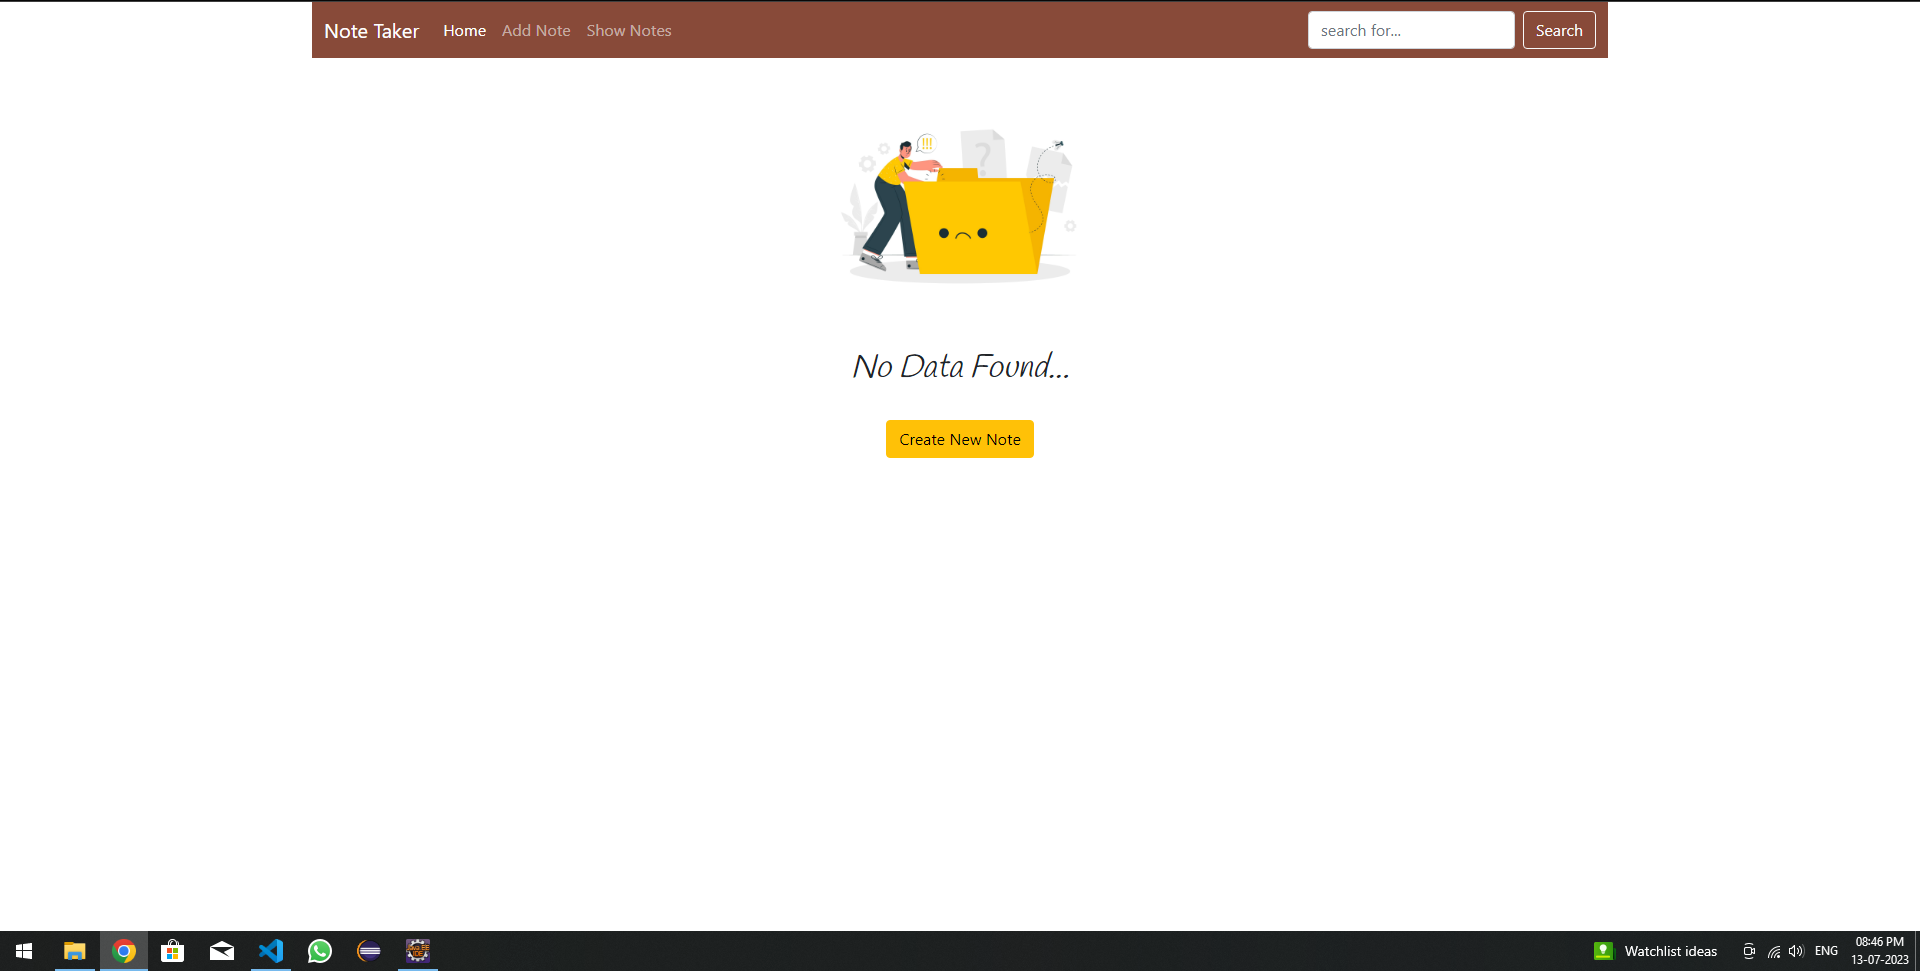 Note Taker Home Add Note Show Notes search for... Search
!!!
?
No Data Found...
Create New Note
Watchlist ideas ENG 08:46 PM
13-07-2023